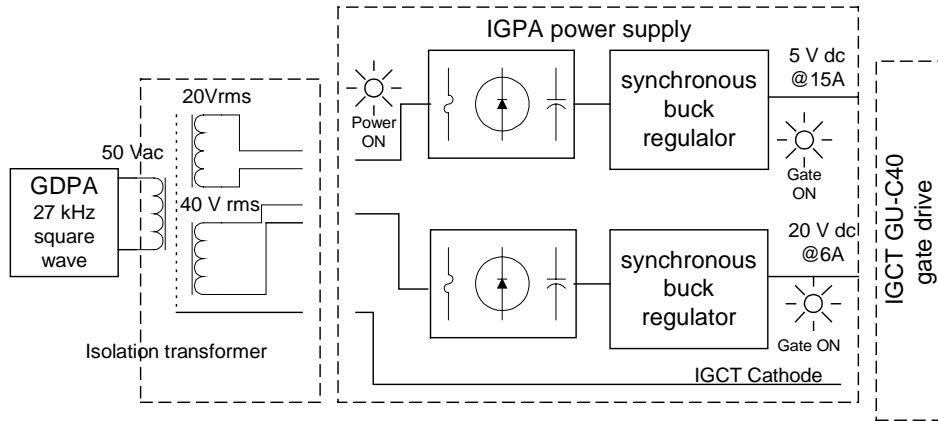 IGPA power supply
5 V dc
@15A
20Vrms
Power
ON
synchronous
buck
regulalor
50 Vac
Gate
ON
GDPA
27 kHz
square
wave
40 V rms
20 V dc
@6A
synchronous
buck
regulator
IGCT GU-C40
gate drive
Isolation transformer
Gate ON
IGCT Cathode